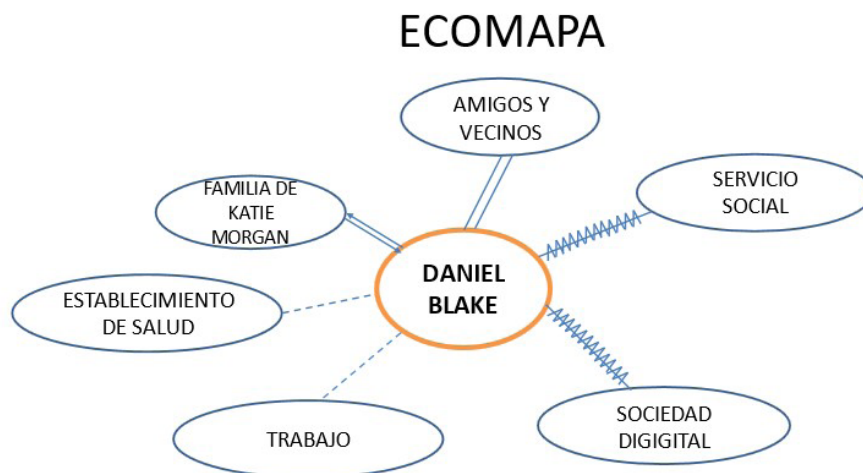 ECOMAPA
AMIGOS Y
VECINOS
FAMILIA DE
KATIE
MORGAN
SERVICIO
SOCIAL
DANIEL
BLAKE
ESTABLECIMIENTO
DE SALUD
TRABAJO
SOCIEDAD
DIGIGITAL